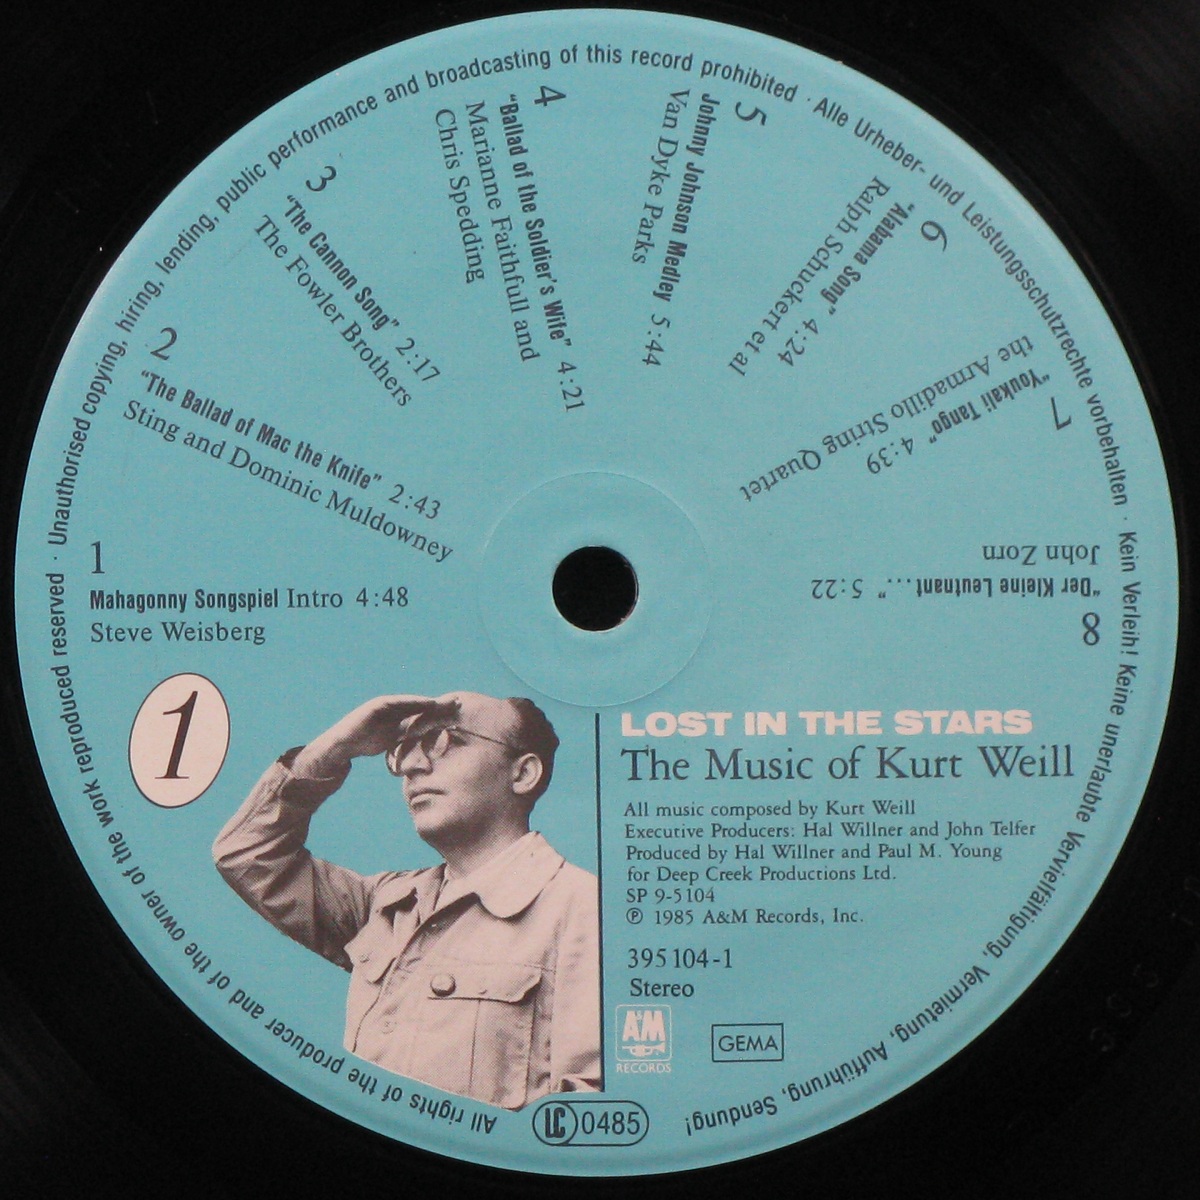 All rights of the producer and of the owner of the work reproduced reserved · Unauthorised copying, hiring, lending, public performance and broadcasting of this record prohibited · Alle Urheber- und Leistungsschutzrechte vorbehalten · Kein Verleih! Keine unerlaubte Vervielfältigung, Vermietung, Aufführung, Sendung!
1
Mahagonny Songspiel Intro 4:48
Steve Weisberg
2
"The Ballad of Mac the Knife" 2:43
Sting and Dominic Muldowney
3
"The Cannon Song" 2:17
The Fowler Brothers
4
"Ballad of the Soldier's Wife" 4:21
Marianne Faithfull and
Chris Spedding
5
Johnny Johnson Medley 5:44
Van Dyke Parks
6
"Alabama Song" 4:24
Ralph Schuckert et al
7
"Youkali Tango" 4:39
the Armadillo String Quartet
8
"Der Kleine Leutnant...." 5:22
John Zorn
1
LOST IN THE STARS
The Music of Kurt Weill
All music composed by Kurt Weill
Executive Producers: Hal Willner and John Telfer
Produced by Hal Willner and Paul M. Young
for Deep Creek Productions Ltd.
SP 9-5104
℗ 1985 A&M Records, Inc.
395 104-1
Stereo
A&M
RECORDS
GEMA
LC 0485